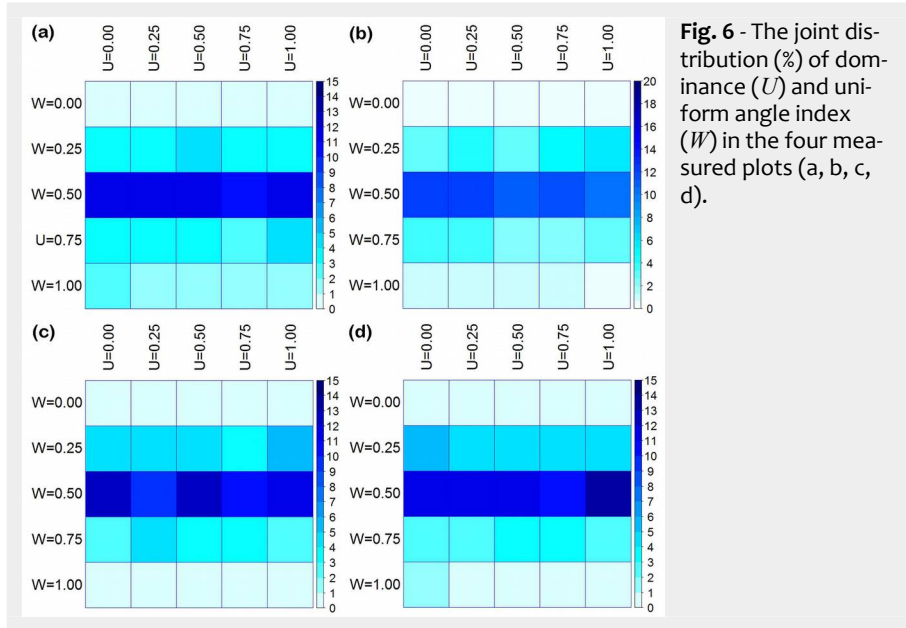 (a)
U=0.00 U=0.25 U=0.50 U=0.75 U=1.00
W=0.00
W=0.25
W=0.50
U=0.75
W=1.00
15
14
13
12
11
10
9
8
7
6
5
4
3
2
1
0
(b)
U=0.00 U=0.25 U=0.50 U=0.75 U=1.00
W=0.00
W=0.25
W=0.50
W=0.75
W=1.00
20
18
16
14
12
10
8
6
4
2
0
(c)
U=0.00 U=0.25 U=0.50 U=0.75 U=1.00
W=0.00
W=0.25
W=0.50
W=0.75
W=1.00
15
14
13
12
11
10
9
8
7
6
5
4
3
2
1
0
(d)
U=0.00 U=0.25 U=0.50 U=0.75 U=1.00
W=0.00
W=0.25
W=0.50
W=0.75
W=1.00
15
14
13
12
11
10
9
8
7
6
5
4
3
2
1
0
Fig. 6 - The joint dis-
tribution (%) of dom-
inance (U) and uni-
form angle index
(W) in the four mea-
sured plots (a, b, c,
d).